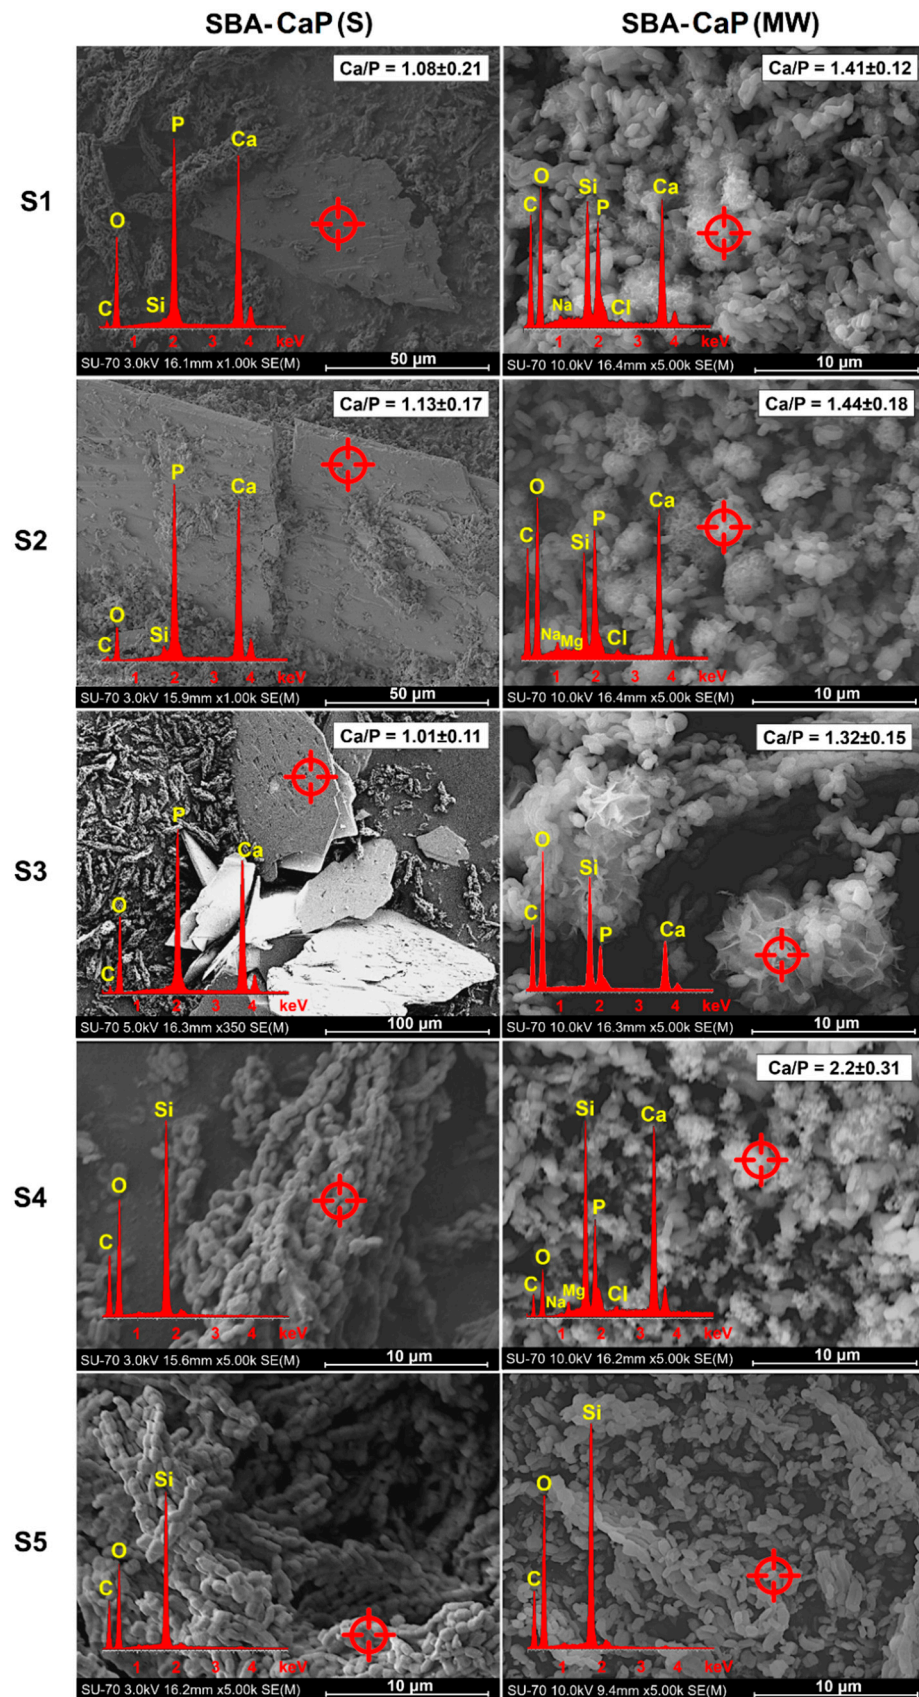 SBA-CaP (S)
SBA-CaP (MW)
S1
Ca/P = 1.08±0.21
P
Ca
O
C
Si
1 2 3 4 keV
SU-70 3.0kV 16.1mm x1.00k SE(M)
50 µm
Ca/P = 1.41±0.12
O
C
Si
P
Ca
Na
Cl
1 2 3 4 keV
SU-70 10.0kV 16.4mm x5.00k SE(M)
10 µm
S2
Ca/P = 1.13±0.17
P
Ca
O
C
Si
1 2 3 4 keV
SU-70 3.0kV 15.9mm x1.00k SE(M)
50 µm
Ca/P = 1.44±0.18
O
C
Si
P
Ca
Na
Mg
Cl
1 2 3 4 keV
SU-70 10.0kV 16.4mm x5.00k SE(M)
10 µm
S3
Ca/P = 1.01±0.11
P
Ca
O
C
1 2 3 4 keV
SU-70 5.0kV 16.3mm x350 SE(M)
100 µm
Ca/P = 1.32±0.15
O
Si
C
P
Ca
1 2 3 4 keV
SU-70 10.0kV 16.3mm x5.00k SE(M)
10 µm
S4
Si
O
C
1 2 3 4 keV
SU-70 3.0kV 15.6mm x5.00k SE(M)
10 µm
Ca/P = 2.2±0.31
Si
Ca
P
O
C
Na
Mg
Cl
1 2 3 4 keV
SU-70 10.0kV 16.2mm x5.00k SE(M)
10 µm
S5
Si
O
C
1 2 3 4 keV
SU-70 3.0kV 16.2mm x5.00k SE(M)
10 µm
Si
O
C
1 2 3 4 keV
SU-70 10.0kV 9.4mm x5.00k SE(M)
10 µm